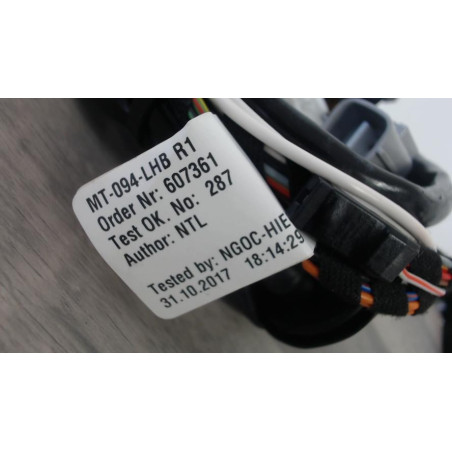 MT-094-LHB R1
Order Nr: 607361
Test OK. No: 287
Author: NTL
Tested by: NGOC-HIE
31.10.2017 18:14:29